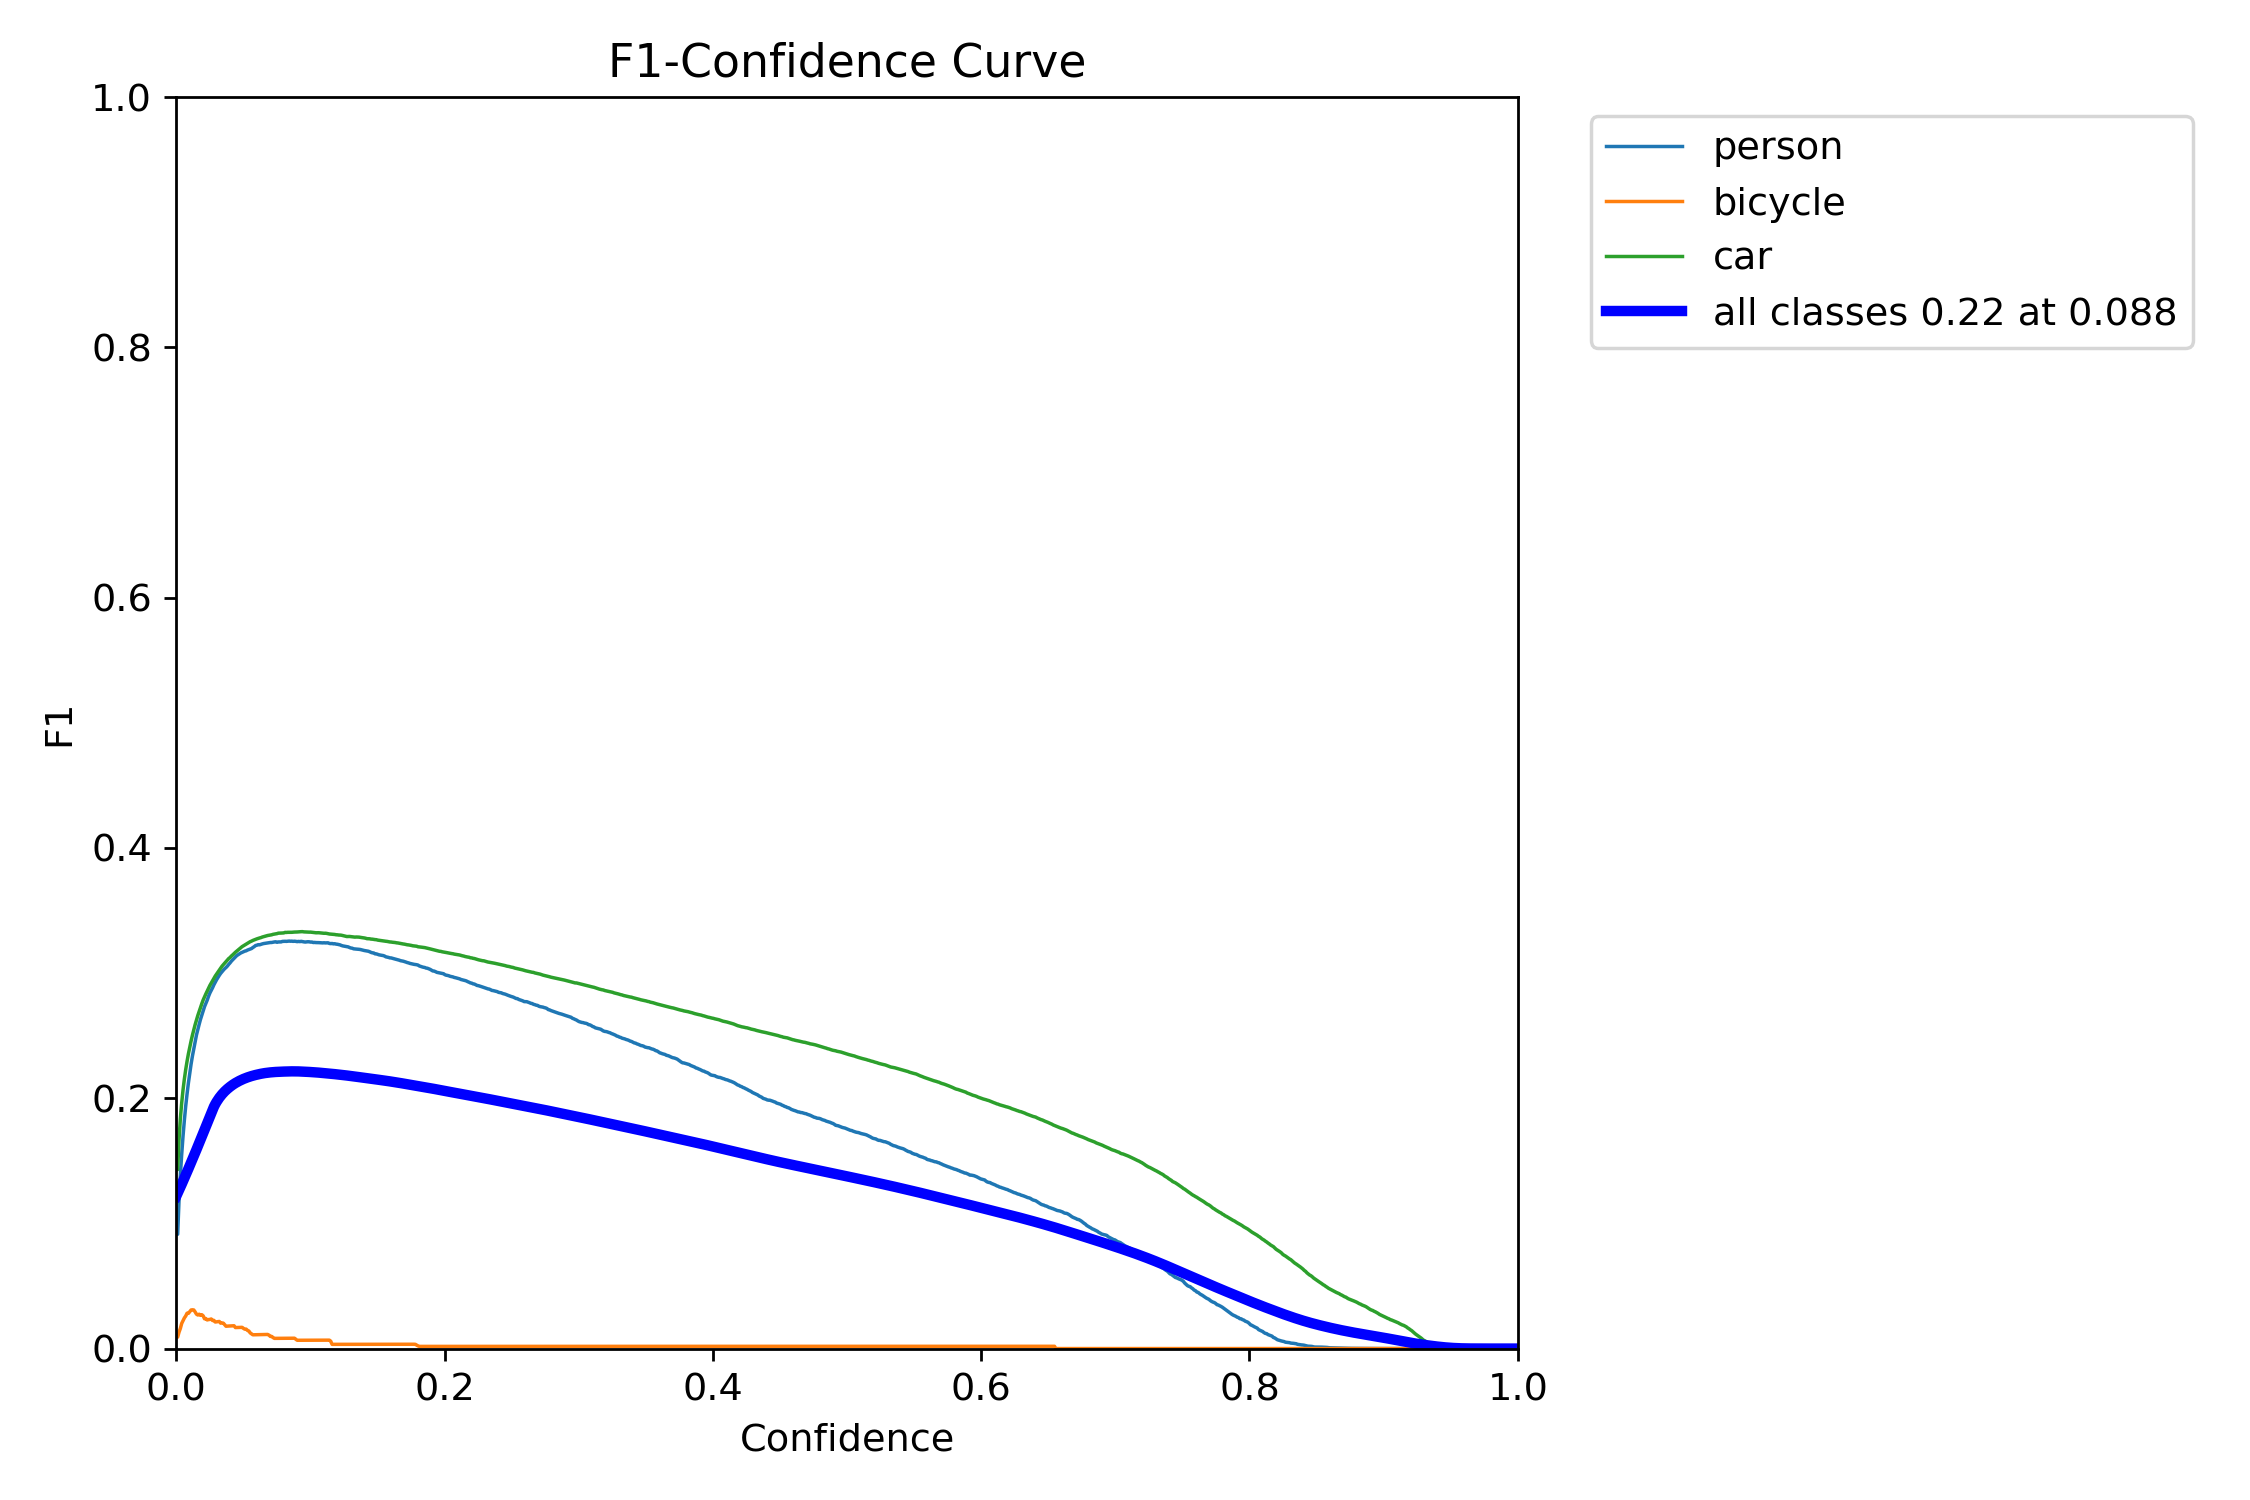 F1-Confidence Curve
1.0
0.8
0.6
0.4
0.2
0.0
F1
0.0 0.2 0.4 0.6 0.8 1.0
Confidence
person
bicycle
car
all classes 0.22 at 0.088